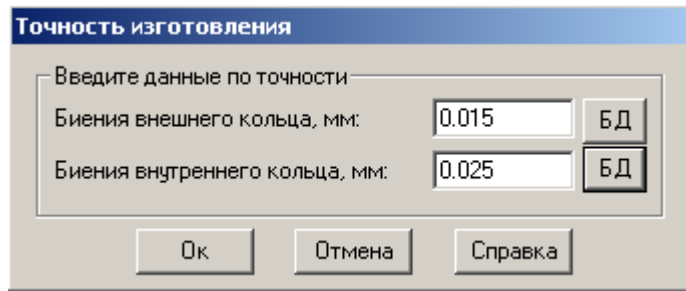 Точность изготовления
Введите данные по точности
Биения внешнего кольца, мм: 0.015 БД
Биения внутреннего кольца, мм: 0.025 БД
Ок Отмена Справка